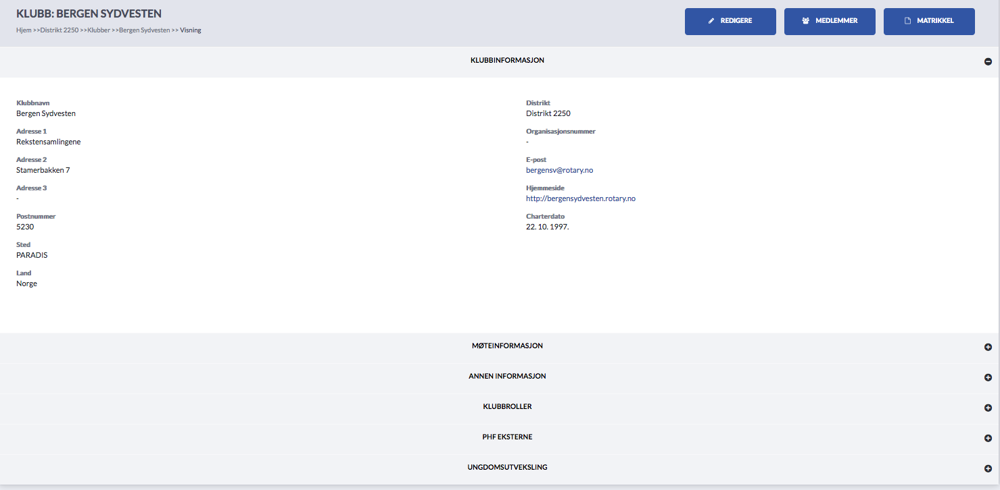 KLUBB: BERGEN SYDVESTEN
Hjem >>Distrikt 2250 >>Klubber >>Bergen Sydvesten >> Visning
REDIGERE
MEDLEMMER
MATRIKKEL
KLUBBINFORMASJON
Klubbnavn
Bergen Sydvesten
Adresse 1
Rekstensamlingene
Adresse 2
Stamerbakken 7
Adresse 3
-
Postnummer
5230
Sted
PARADIS
Land
Norge
Distrikt
Distrikt 2250
Organisasjonsnummer
-
E-post
bergensv@rotary.no
Hjemmeside
http://bergensydvesten.rotary.no
Charterdato
22. 10. 1997.
MØTEINFORMASJON
ANNEN INFORMASJON
KLUBBROLLER
PHF EKSTERNE
UNGDOMSUTVEKSLING